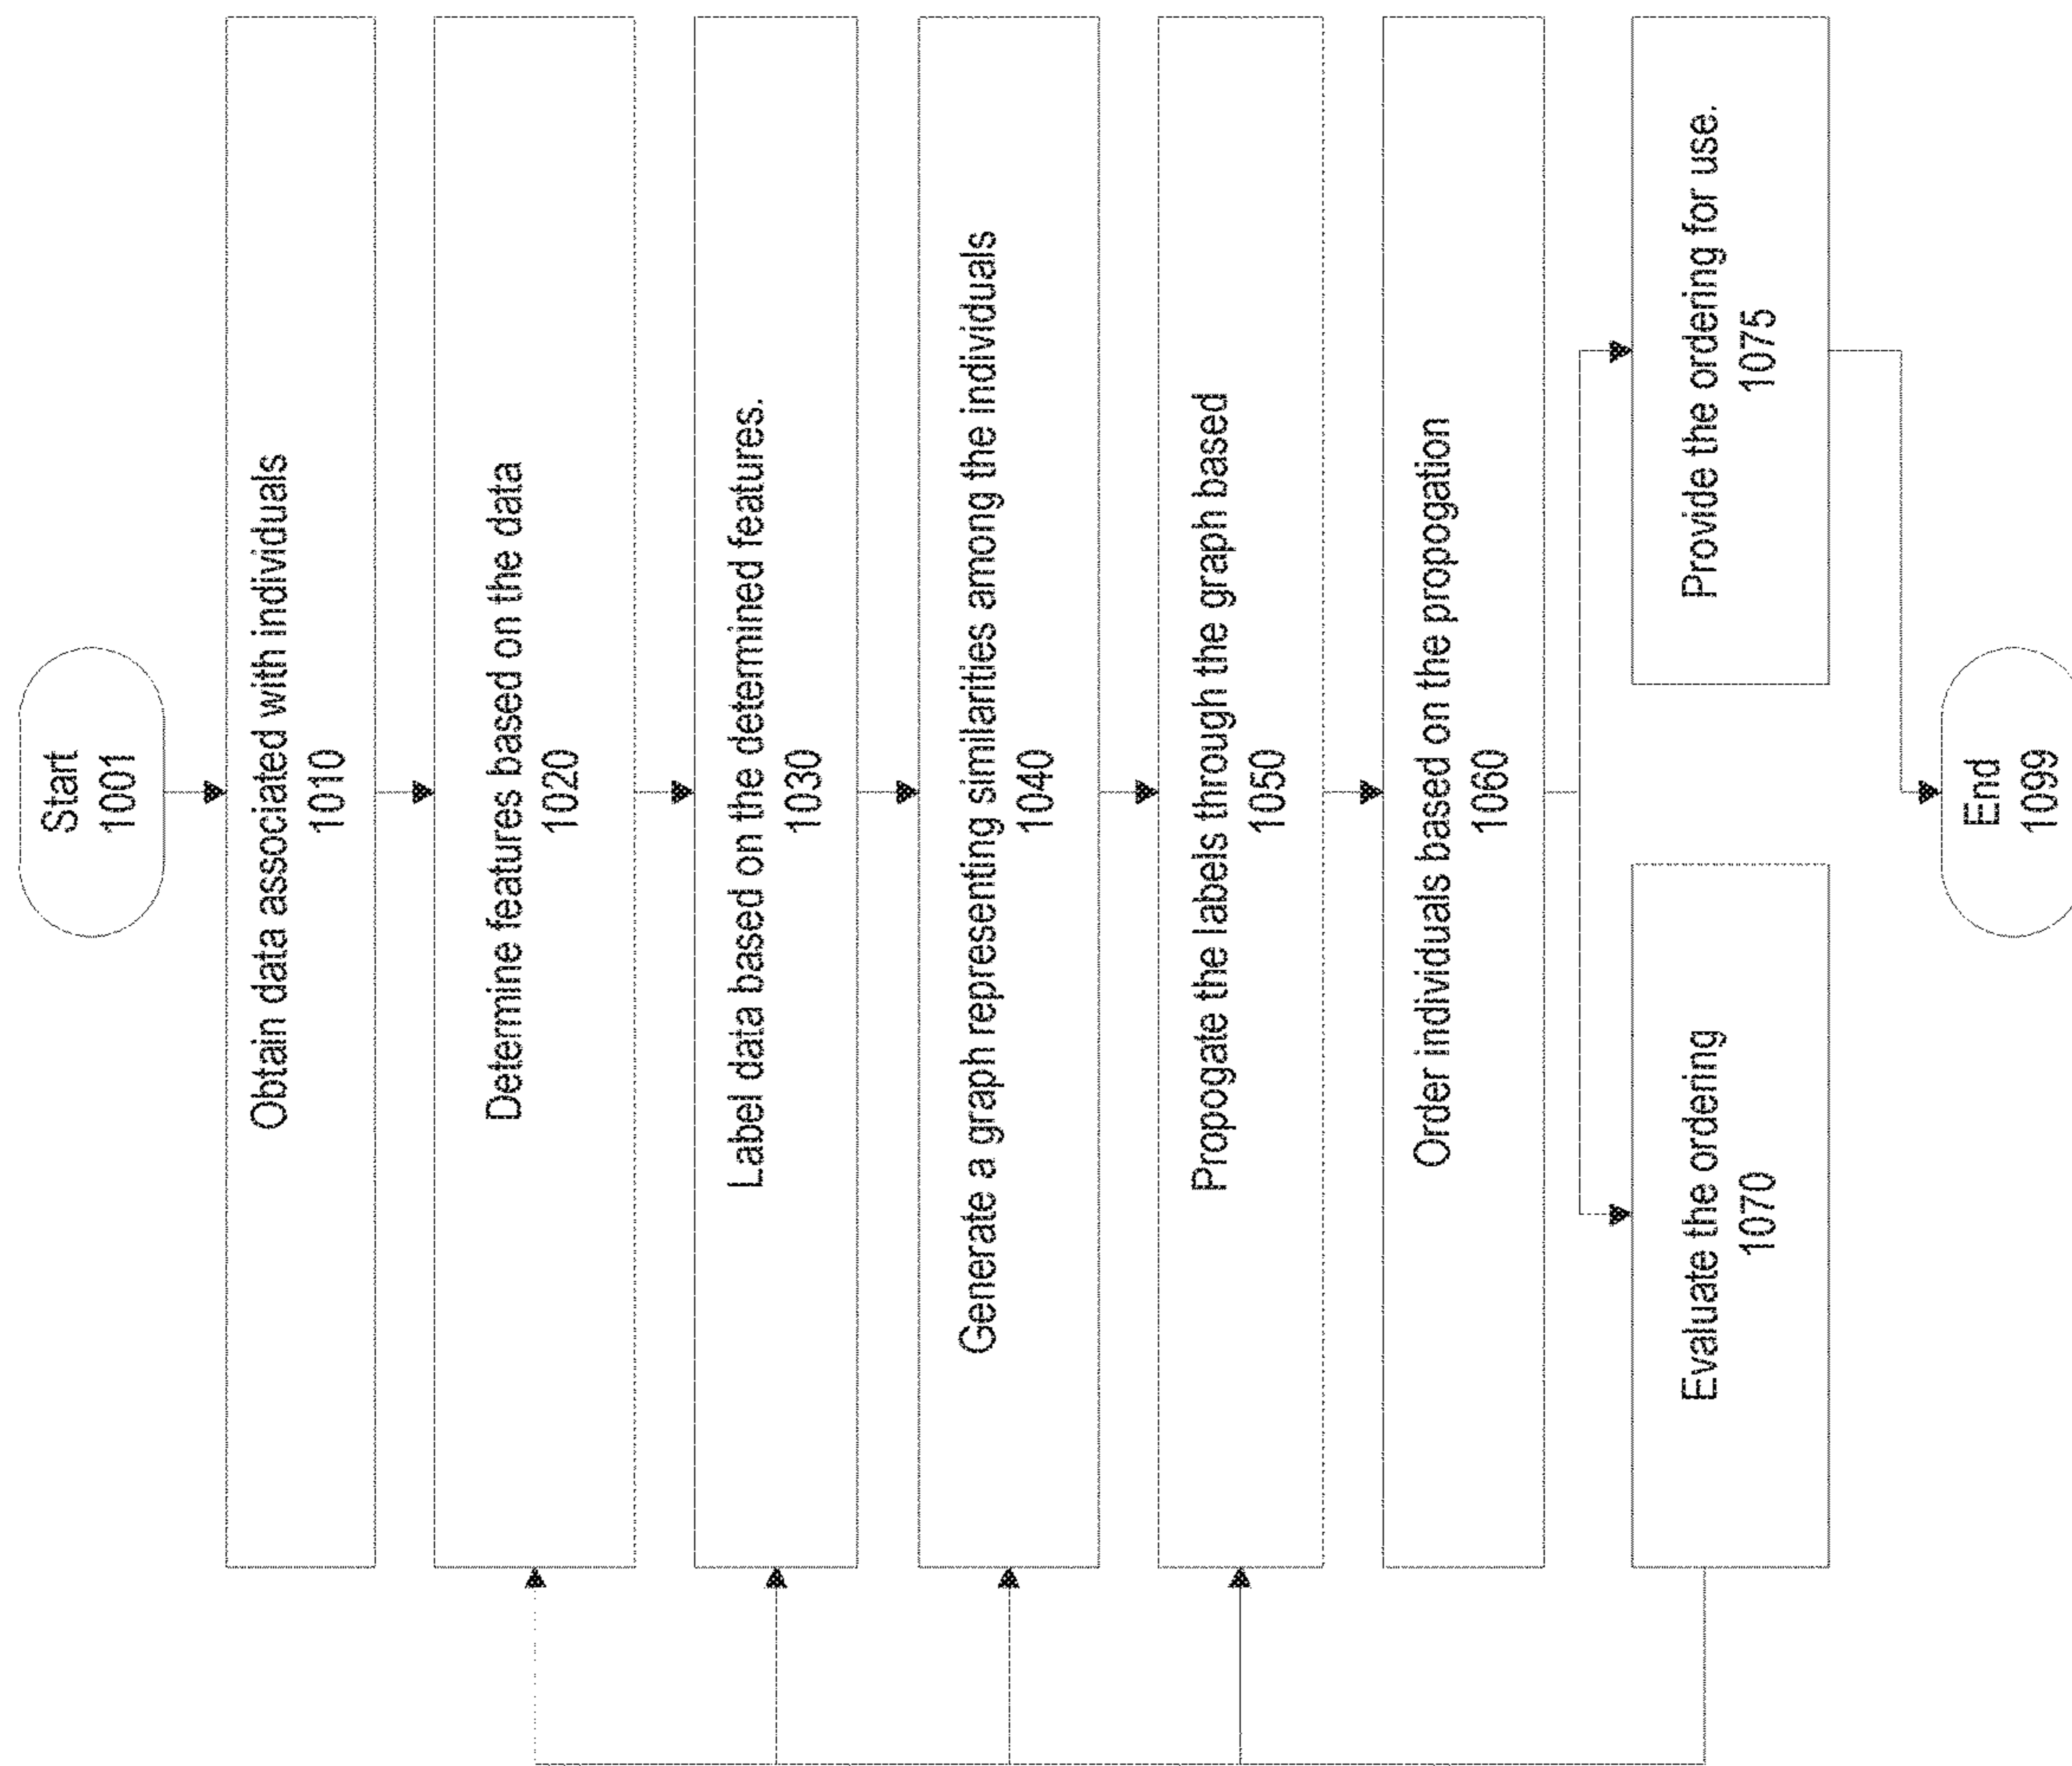 Start
1001
Obtain data associated with individuals
1010
Determine features based on the data
1020
Label data based on the determined features.
1030
Generate a graph representing similarities among the individuals
1040
Propogate the labels through the graph based
1050
Order individuals based on the propogation
1060
Evaluate the ordering
1070
Provide the ordering for use.
1075
End
1099